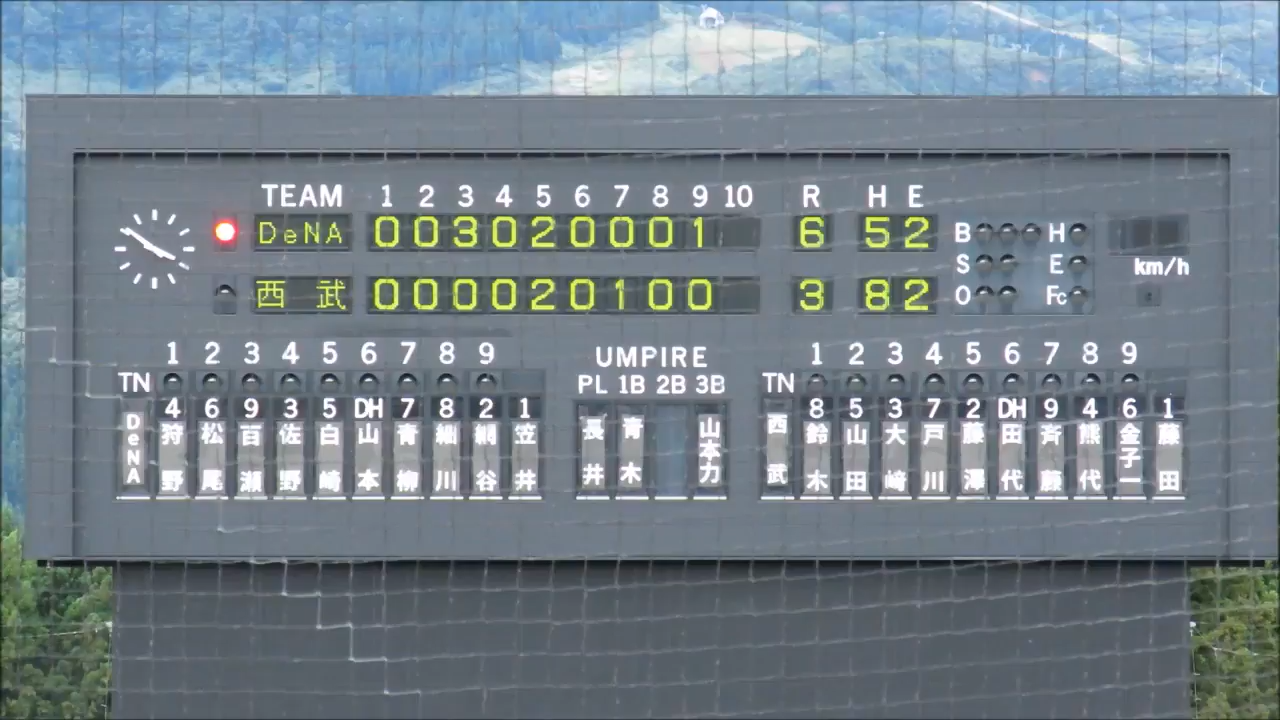 TEAM 1 2 3 4 5 6 7 8 9 10 R H E
DeNA 0 0 3 0 2 0 0 0 1 6 5 2 B H
S E km/h
西武 0 0 0 0 2 0 1 0 0 3 8 2 O Fc
1 2 3 4 5 6 7 8 9
TN
4 6 9 3 5 DH 7 8 2 1
DeNA
狩野
松尾
百瀬
佐野
白崎
山本
青柳
細川
網谷
笠井
UMPIRE
PL 1B 2B 3B
長井
青木
山本力
1 2 3 4 5 6 7 8 9
TN
8 5 3 7 2 DH 9 4 6 1
西武
鈴木
山田
大崎
戸川
藤澤
田代
斉藤
熊代
金子一
藤田